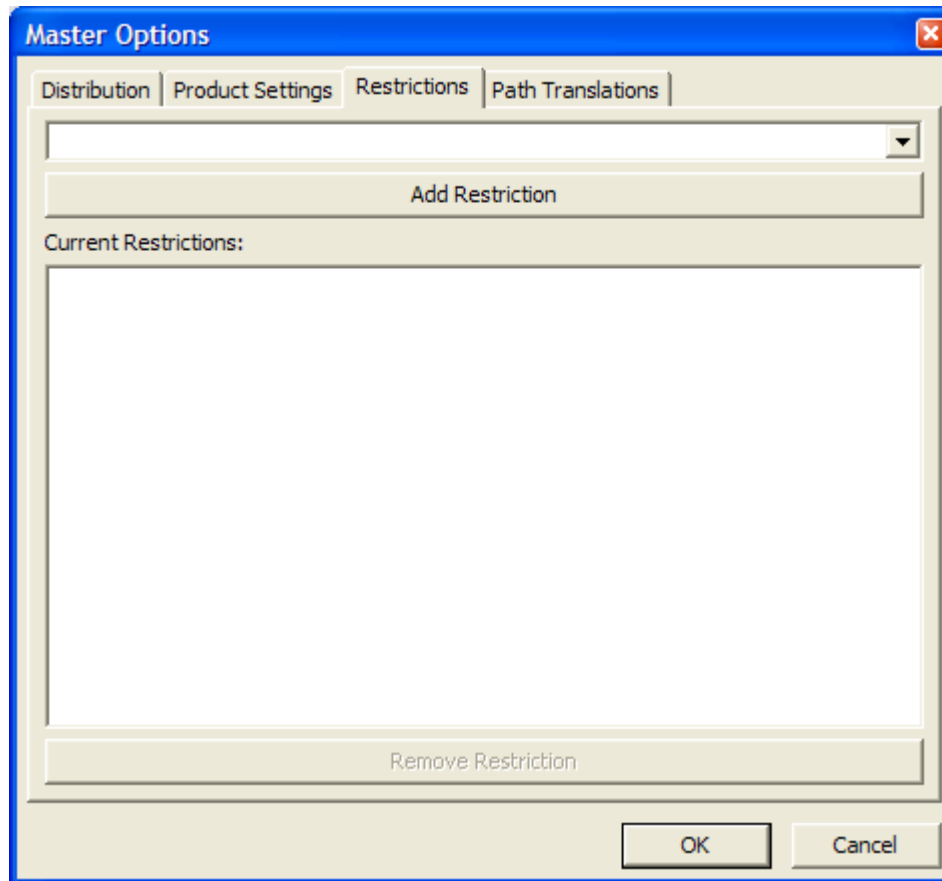 Master Options
Distribution Product Settings Restrictions Path Translations
Add Restriction
Current Restrictions:
Remove Restriction
OK Cancel